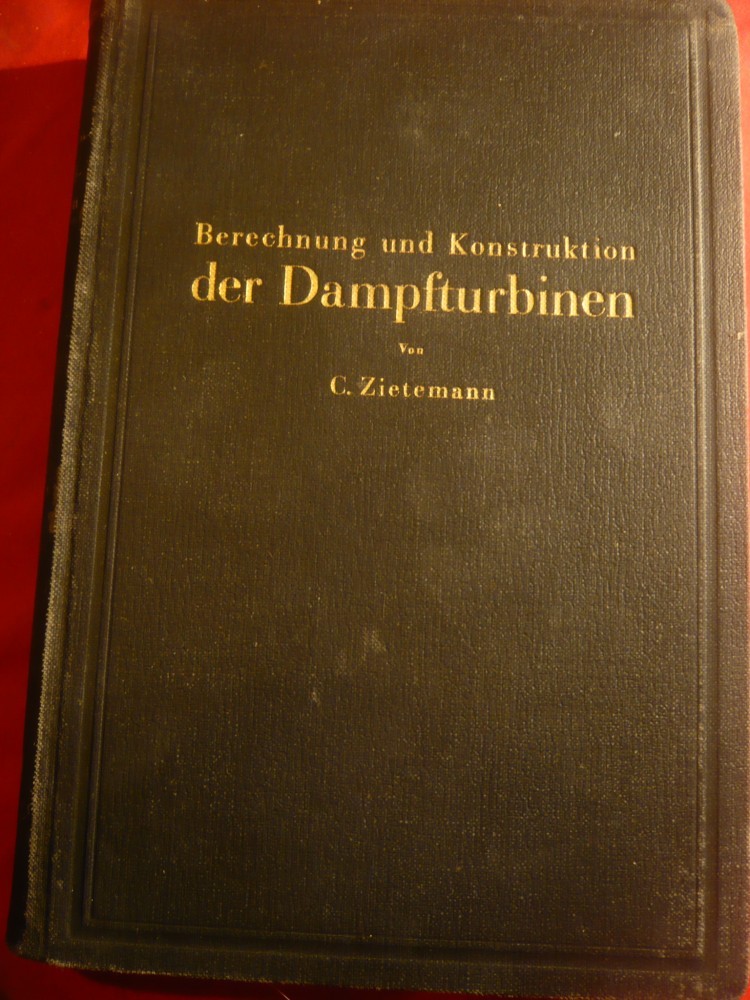 Berechnung und Konstruktion
der Dampfturbinen
Von
C. Zietemann